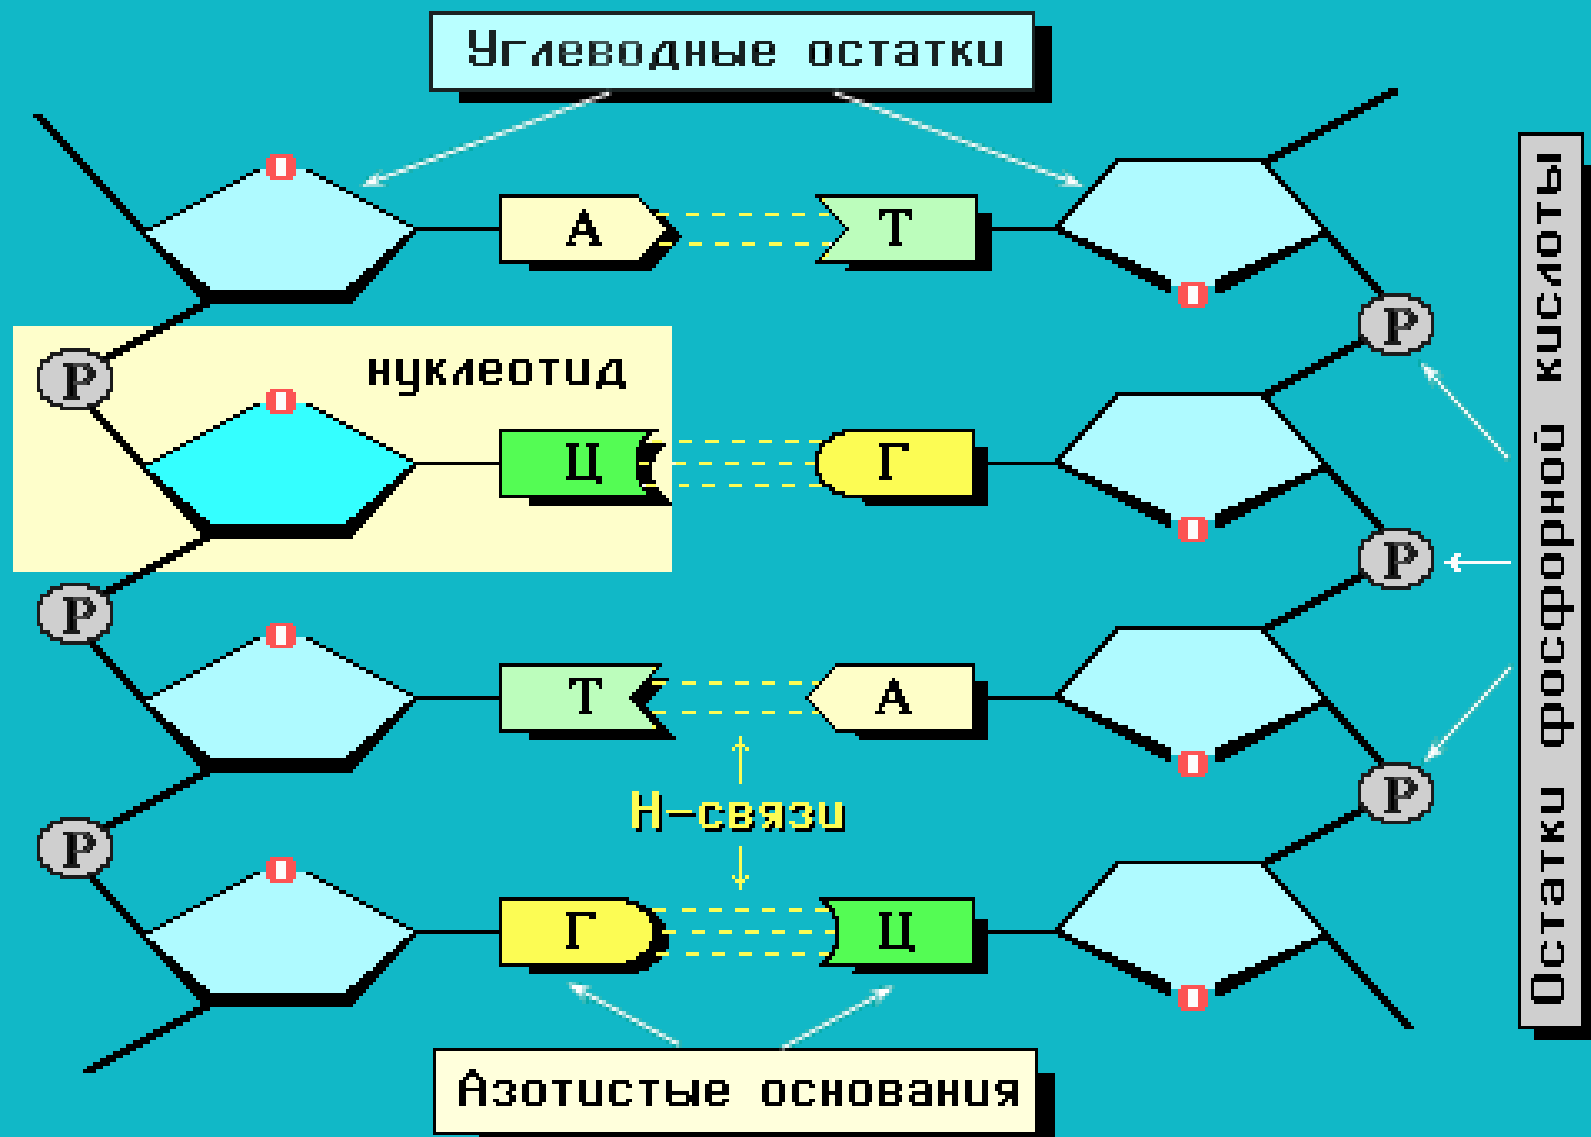 Углеводные остатки
О
А
Т
О
Р
Остатки фосфорной кислоты
Р
нуклеотид
О
Ц
Г
О
Р
Р
О
Т
А
О
Р
Н-связи
Р
О
Г
Ц
О
Азотистые основания